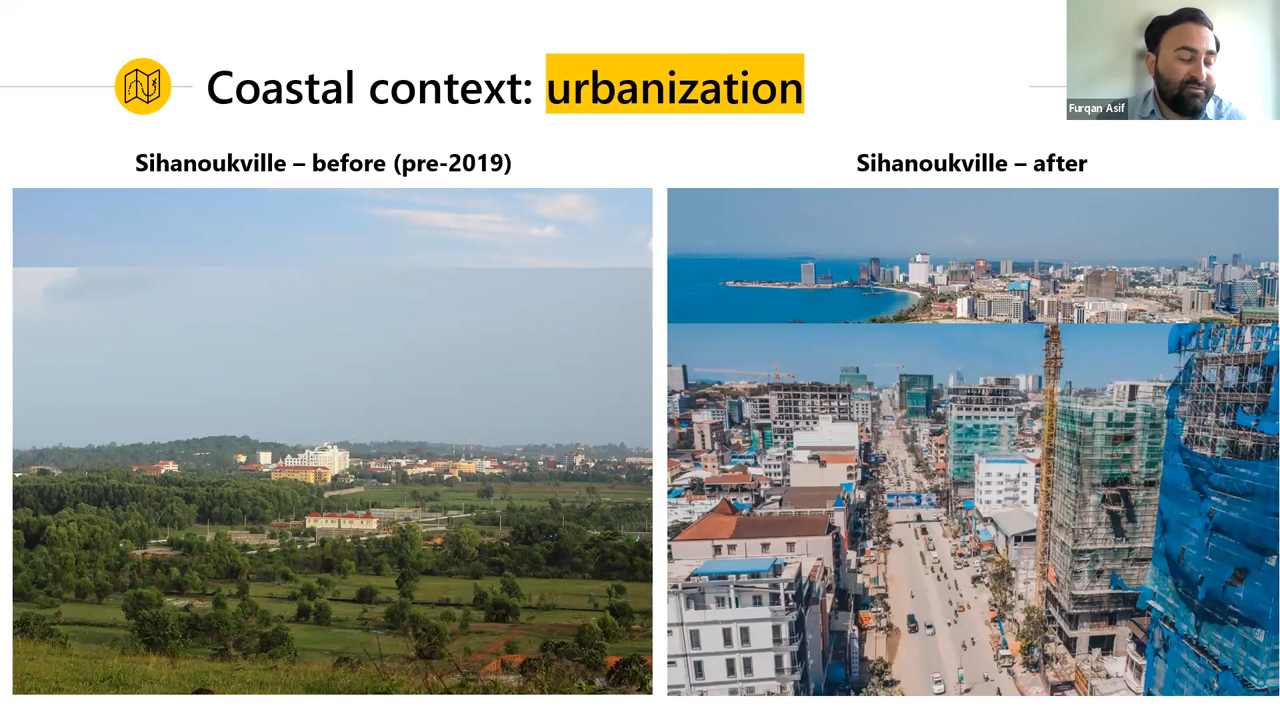 Coastal context: urbanization
Furqan Asif
Sihanoukville – before (pre-2019)
Sihanoukville – after